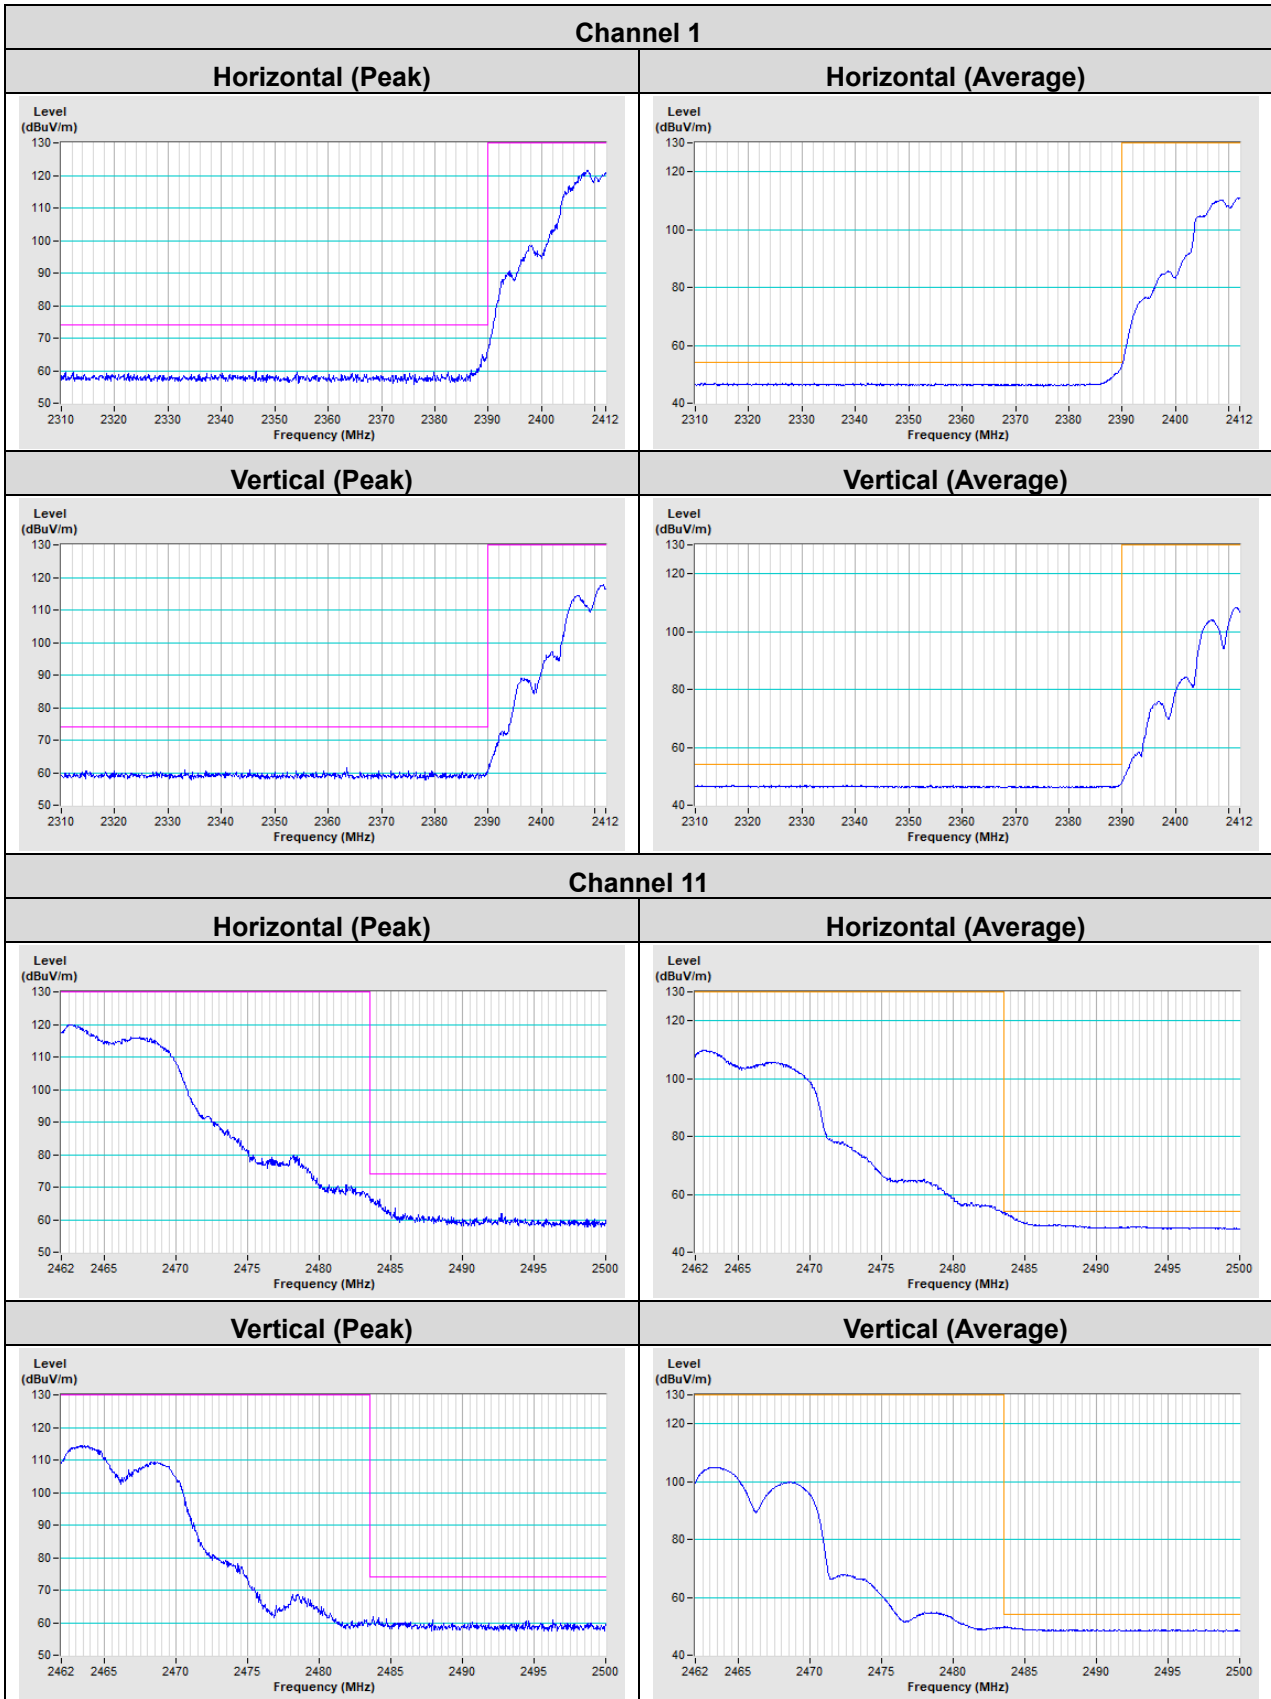 Channel 1
Horizontal (Peak)
Horizontal (Average)
Level
(dBuV/m)
130
120
110
100
90
80
70
60
50
2310 2320 2330 2340 2350 2360 2370 2380 2390 2400 2412
Frequency (MHz)
Level
(dBuV/m)
130
120
100
80
60
40
2310 2320 2330 2340 2350 2360 2370 2380 2390 2400 2412
Frequency (MHz)
Vertical (Peak)
Vertical (Average)
Level
(dBuV/m)
130
120
110
100
90
80
70
60
50
2310 2320 2330 2340 2350 2360 2370 2380 2390 2400 2412
Frequency (MHz)
Level
(dBuV/m)
130
120
100
80
60
40
2310 2320 2330 2340 2350 2360 2370 2380 2390 2400 2412
Frequency (MHz)
Channel 11
Horizontal (Peak)
Horizontal (Average)
Level
(dBuV/m)
130
120
110
100
90
80
70
60
50
2462 2465 2470 2475 2480 2485 2490 2495 2500
Frequency (MHz)
Level
(dBuV/m)
130
120
100
80
60
40
2462 2465 2470 2475 2480 2485 2490 2495 2500
Frequency (MHz)
Vertical (Peak)
Vertical (Average)
Level
(dBuV/m)
130
120
110
100
90
80
70
60
50
2462 2465 2470 2475 2480 2485 2490 2495 2500
Frequency (MHz)
Level
(dBuV/m)
130
120
100
80
60
40
2462 2465 2470 2475 2480 2485 2490 2495 2500
Frequency (MHz)